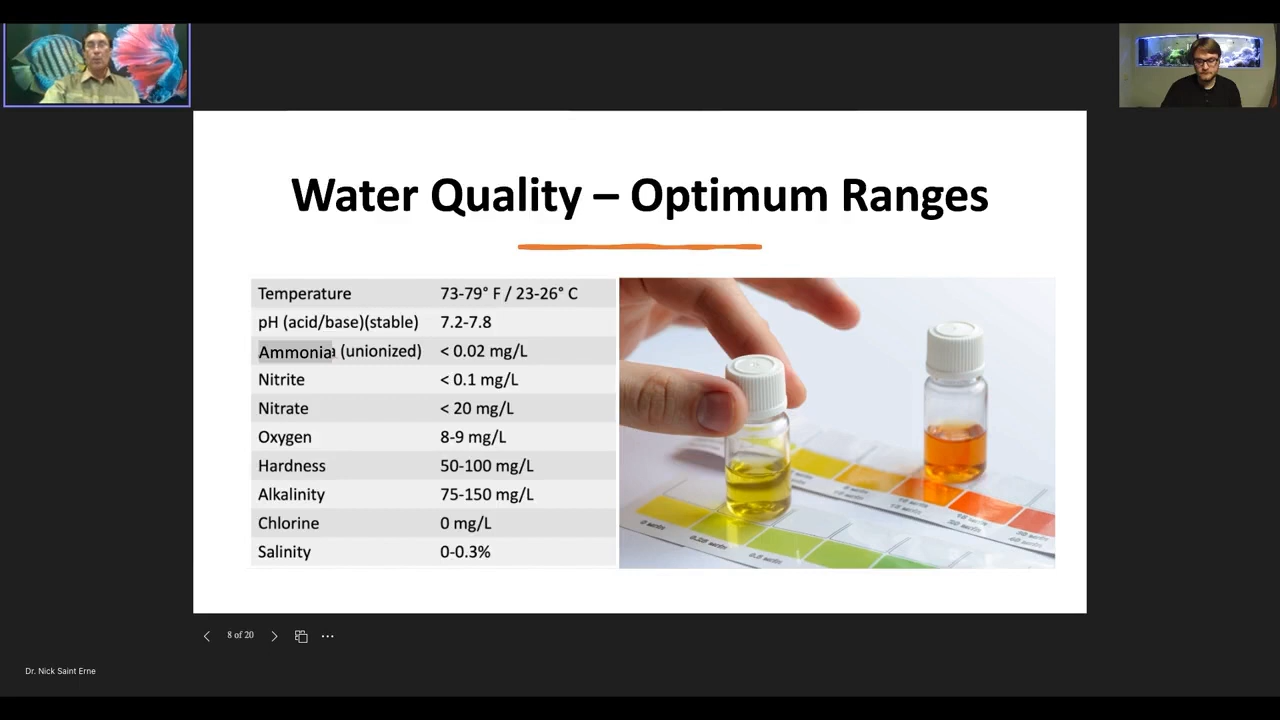 Water Quality – Optimum Ranges
Temperature 73-79° F / 23-26° C
pH (acid/base)(stable) 7.2-7.8
Ammonia (unionized) < 0.02 mg/L
Nitrite < 0.1 mg/L
Nitrate < 20 mg/L
Oxygen 8-9 mg/L
Hardness 50-100 mg/L
Alkalinity 75-150 mg/L
Chlorine 0 mg/L
Salinity 0-0.3%
8 of 20
Dr. Nick Saint Erne